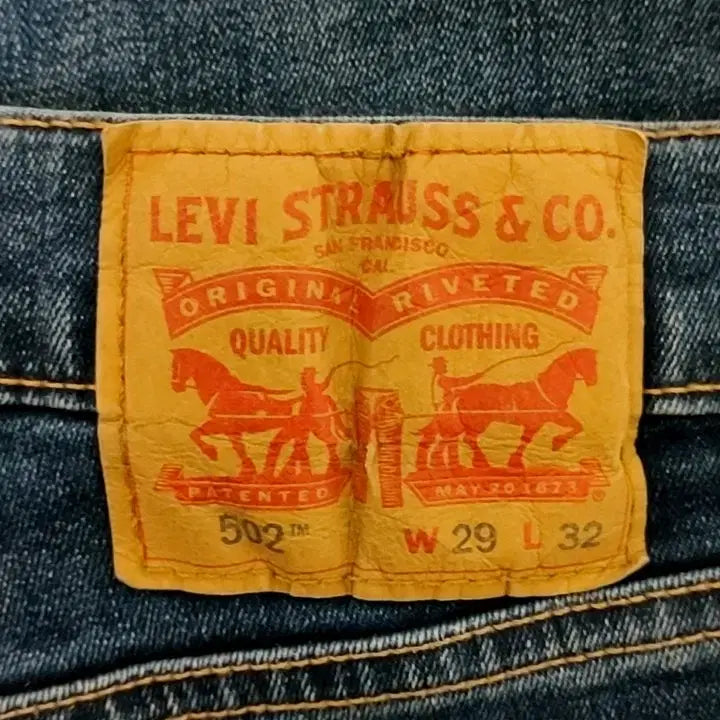 LEVI STRAUSS & CO.
SAN FRANCISCO
CAL.
ORIGINAL RIVETED
QUALITY CLOTHING
PATENTED MAY 20 1873 ®
502™ W 29 L 32